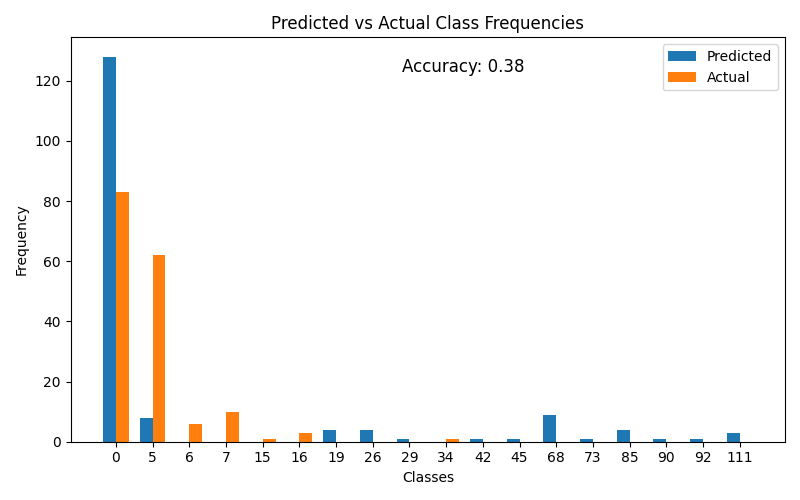 Predicted vs Actual Class Frequencies
Accuracy: 0.38
Predicted
Actual
Frequency
120
100
80
60
40
20
0
0 5 6 7 15 16 19 26 29 34 42 45 68 73 85 90 92 111
Classes